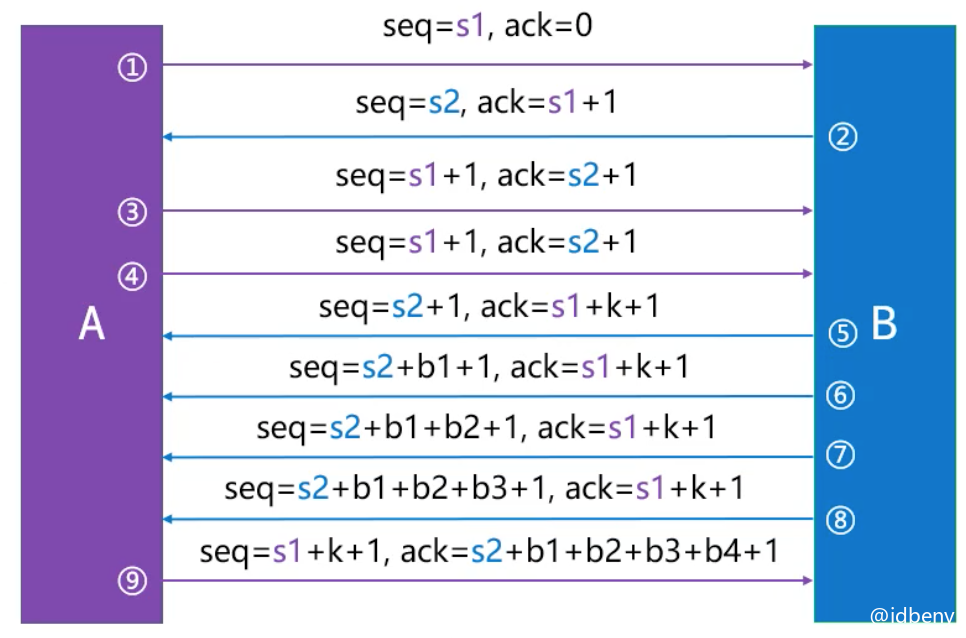 seq=s1, ack=0
①
seq=s2, ack=s1+1
②
seq=s1+1, ack=s2+1
③
seq=s1+1, ack=s2+1
④
seq=s2+1, ack=s1+k+1
A
⑤ B
seq=s2+b1+1, ack=s1+k+1
⑥
seq=s2+b1+b2+1, ack=s1+k+1
⑦
seq=s2+b1+b2+b3+1, ack=s1+k+1
⑧
seq=s1+k+1, ack=s2+b1+b2+b3+b4+1
⑨
@idbeny